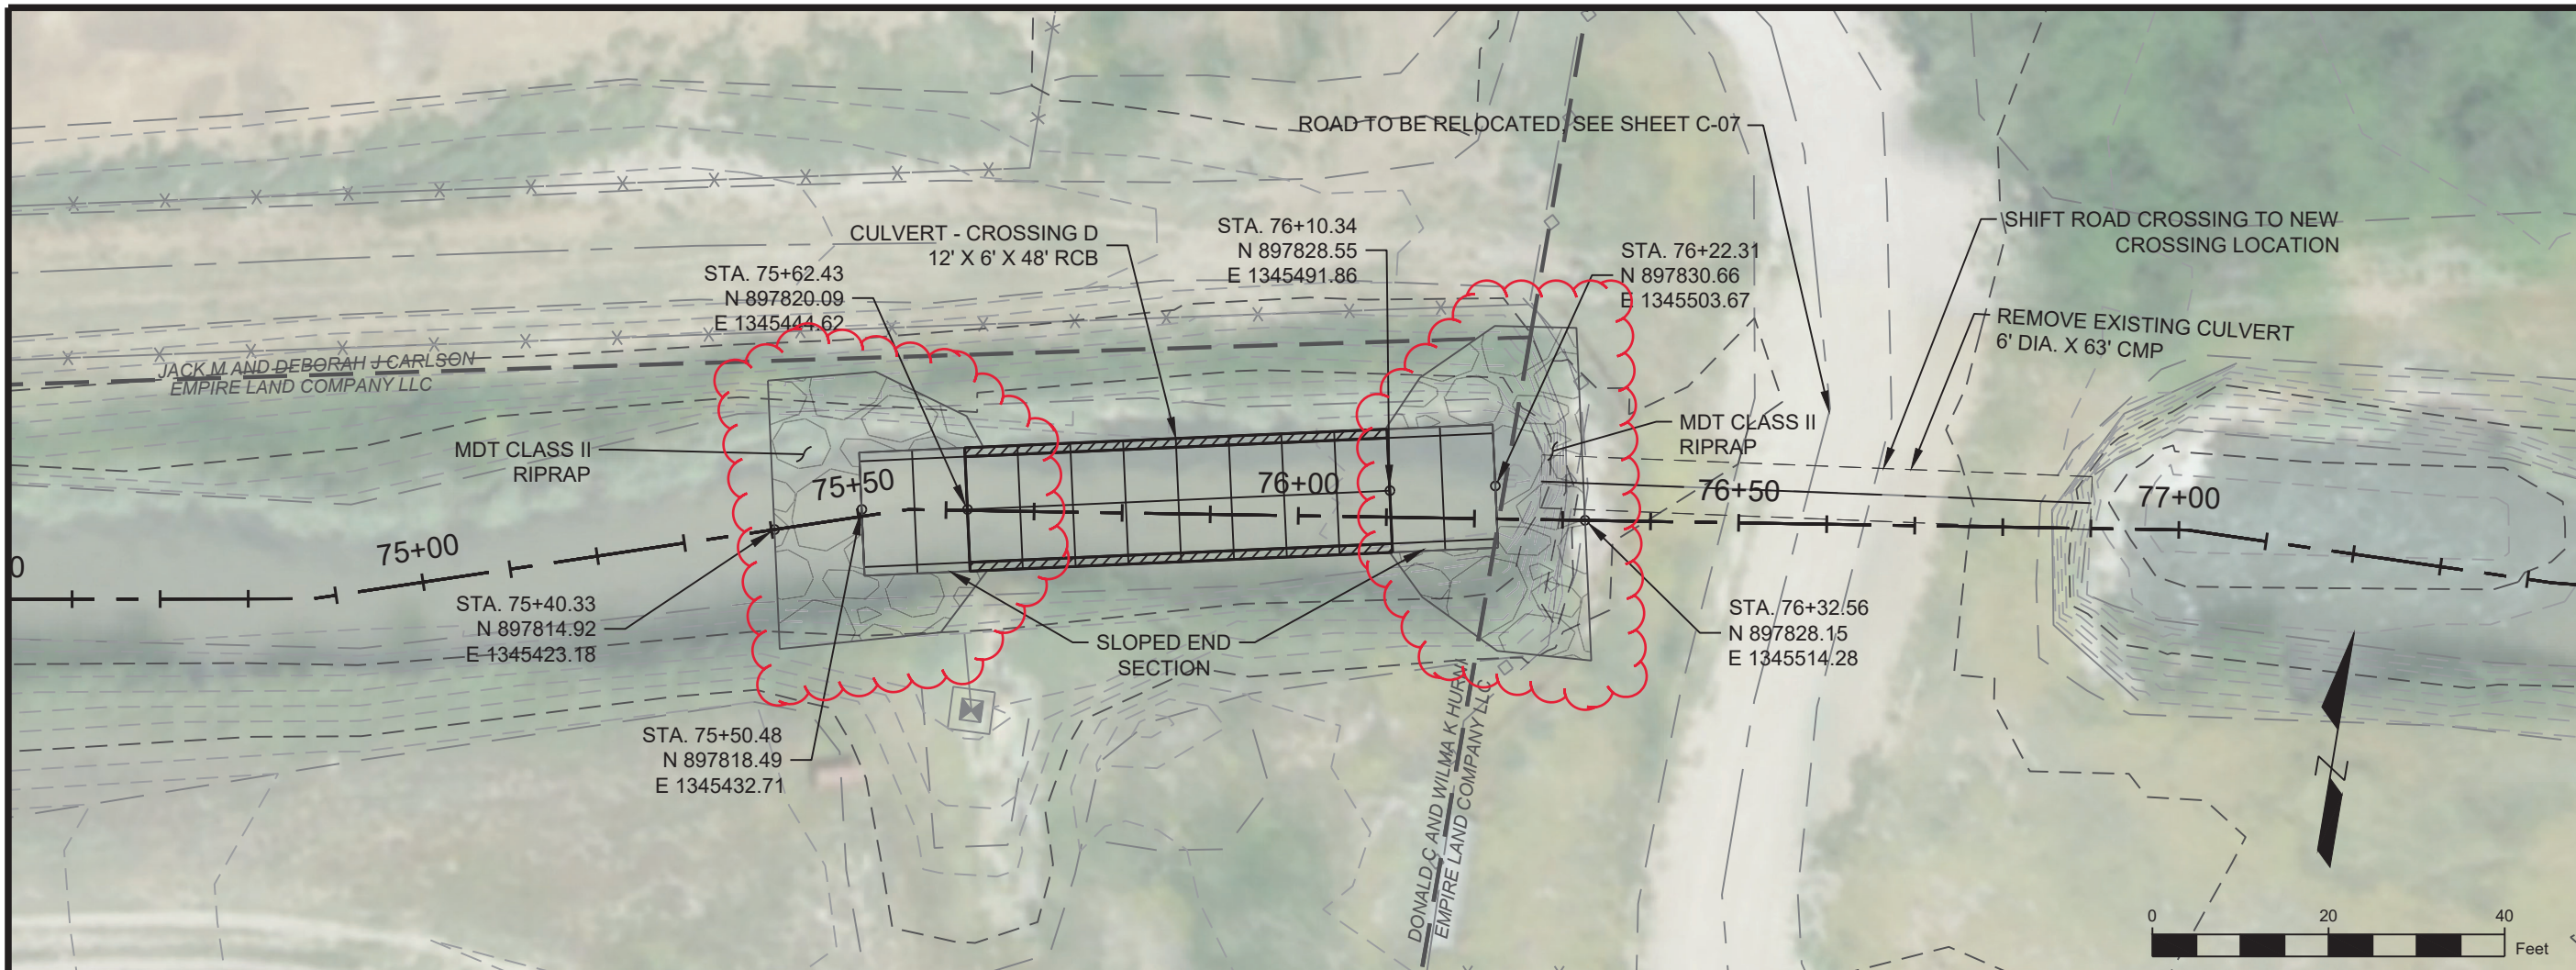 ROAD TO BE RELOCATED, SEE SHEET C-07
SHIFT ROAD CROSSING TO NEW
CROSSING LOCATION
CULVERT - CROSSING D
12' X 6' X 48' RCB
STA. 76+10.34
N 897828.55
E 1345491.86
STA. 76+22.31
N 897830.66
E 1345503.67
STA. 75+62.43
N 897820.09
E 1345444.62
REMOVE EXISTING CULVERT
6' DIA. X 63' CMP
JACK M AND DEBORAH J CARLSON
EMPIRE LAND COMPANY LLC
MDT CLASS II
RIPRAP
MDT CLASS II
RIPRAP
0
75+00
75+50
76+00
76+50
77+00
STA. 75+40.33
N 897814.92
E 1345423.18
SLOPED END
SECTION
STA. 76+32.56
N 897828.15
E 1345514.28
STA. 75+50.48
N 897818.49
E 1345432.71
DONALD C AND WILMA K HURW
EMPIRE LAND COMPANY LLC
N
0 20 40
Feet